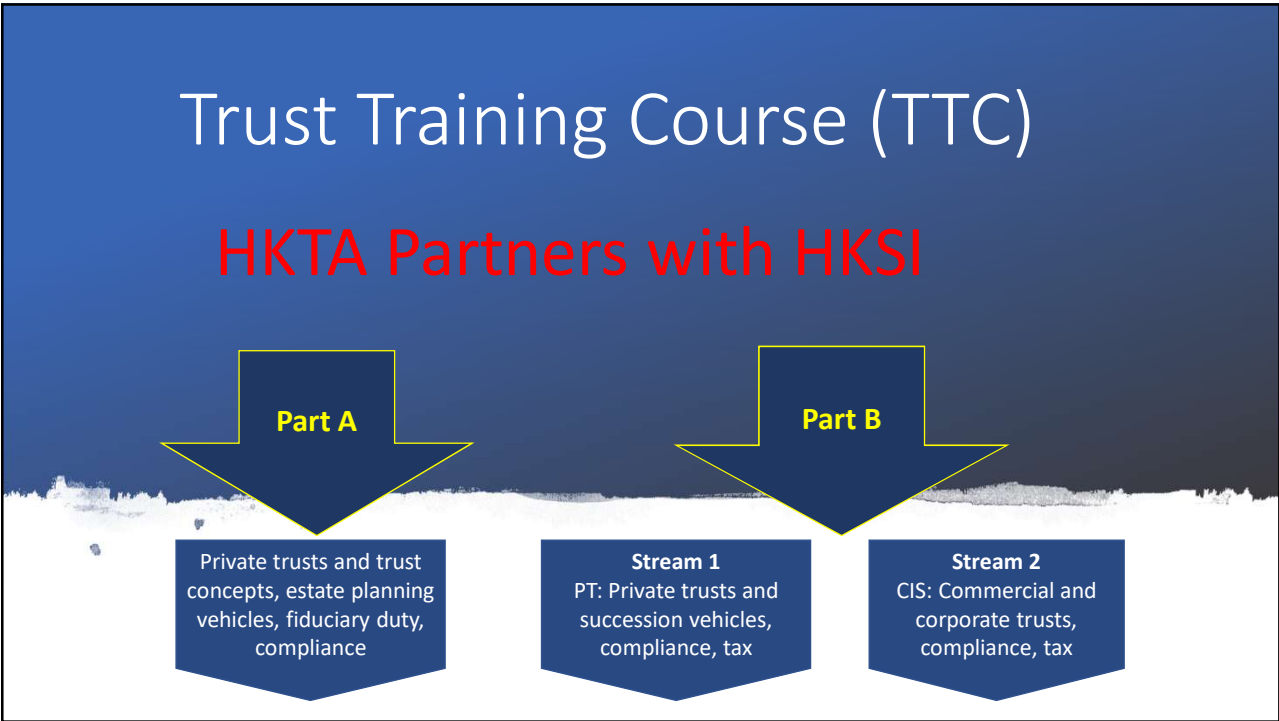 Trust Training Course (TTC)
HKTA Partners with HKSI
Part A
Part B
Private trusts and trust
concepts, estate planning
vehicles, fiduciary duty,
compliance
Stream 1
PT: Private trusts and
succession vehicles,
compliance, tax
Stream 2
CIS: Commercial and
corporate trusts,
compliance, tax